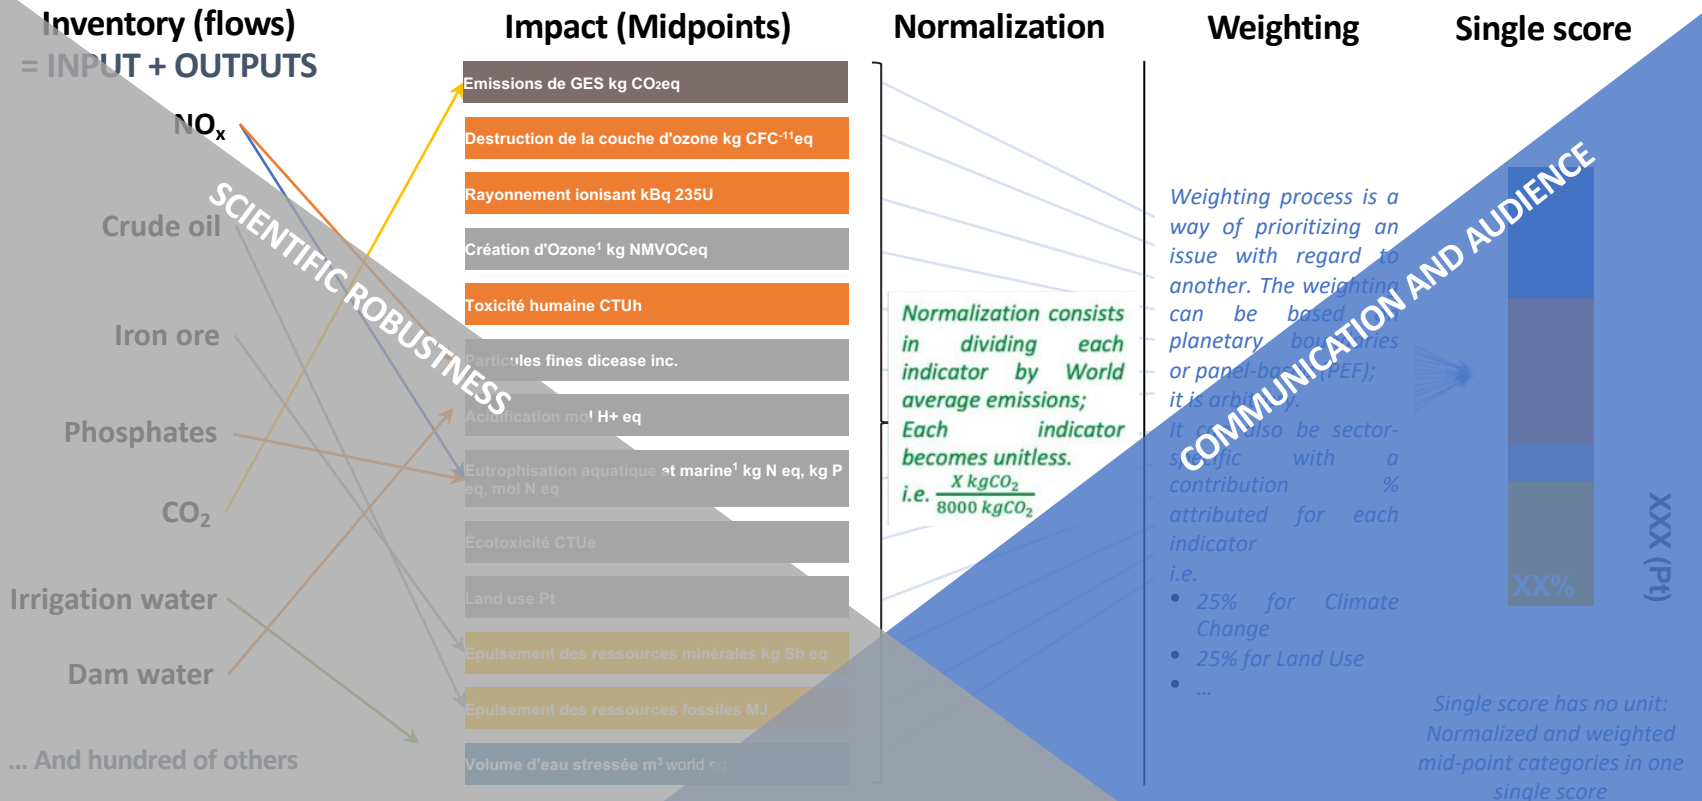 Inventory (flows)
= INPUT + OUTPUTS
NOx
Crude oil
Iron ore
Phosphates
CO2
Irrigation water
Dam water
... And hundred of others
SCIENTIFIC ROBUSTNESS
Impact (Midpoints)
Emissions de GES kg CO2eq
Destruction de la couche d'ozone kg CFC-11eq
Rayonnement ionisant kBq 235U
Création d'Ozone1 kg NMVOCeq
Toxicité humaine CTUh
Particules fines dicease inc.
Acidification mol H+ eq
Eutrophisation aquatique et marine1 kg N eq, kg P
eq, mol N eq
Écotoxicité CTUe
Land use Pt
Epuisement des ressources minérales kg Sb eq
Epuisement des ressources fossiles MJ
Volume d'eau stressée m3 world eq
Normalization
Normalization consists
in dividing each
indicator by World
average emissions;
Each indicator
becomes unitless.
i.e. X kgCO2
8000 kgCO2
Weighting
Weighting process is a
way of prioritizing an
issue with regard to
another. The weighting
can be based on
planetary boundaries
or panel-based (PEF);
it is arbitrary.
It can also be sector-
specific with a
contribution %
attributed for each
indicator
i.e.
• 25% for Climate
Change
• 25% for Land Use
• ...
COMMUNICATION AND AUDIENCE
Single score
XX%
XXX (Pt)
Single score has no unit:
Normalized and weighted
mid-point categories in one
single score